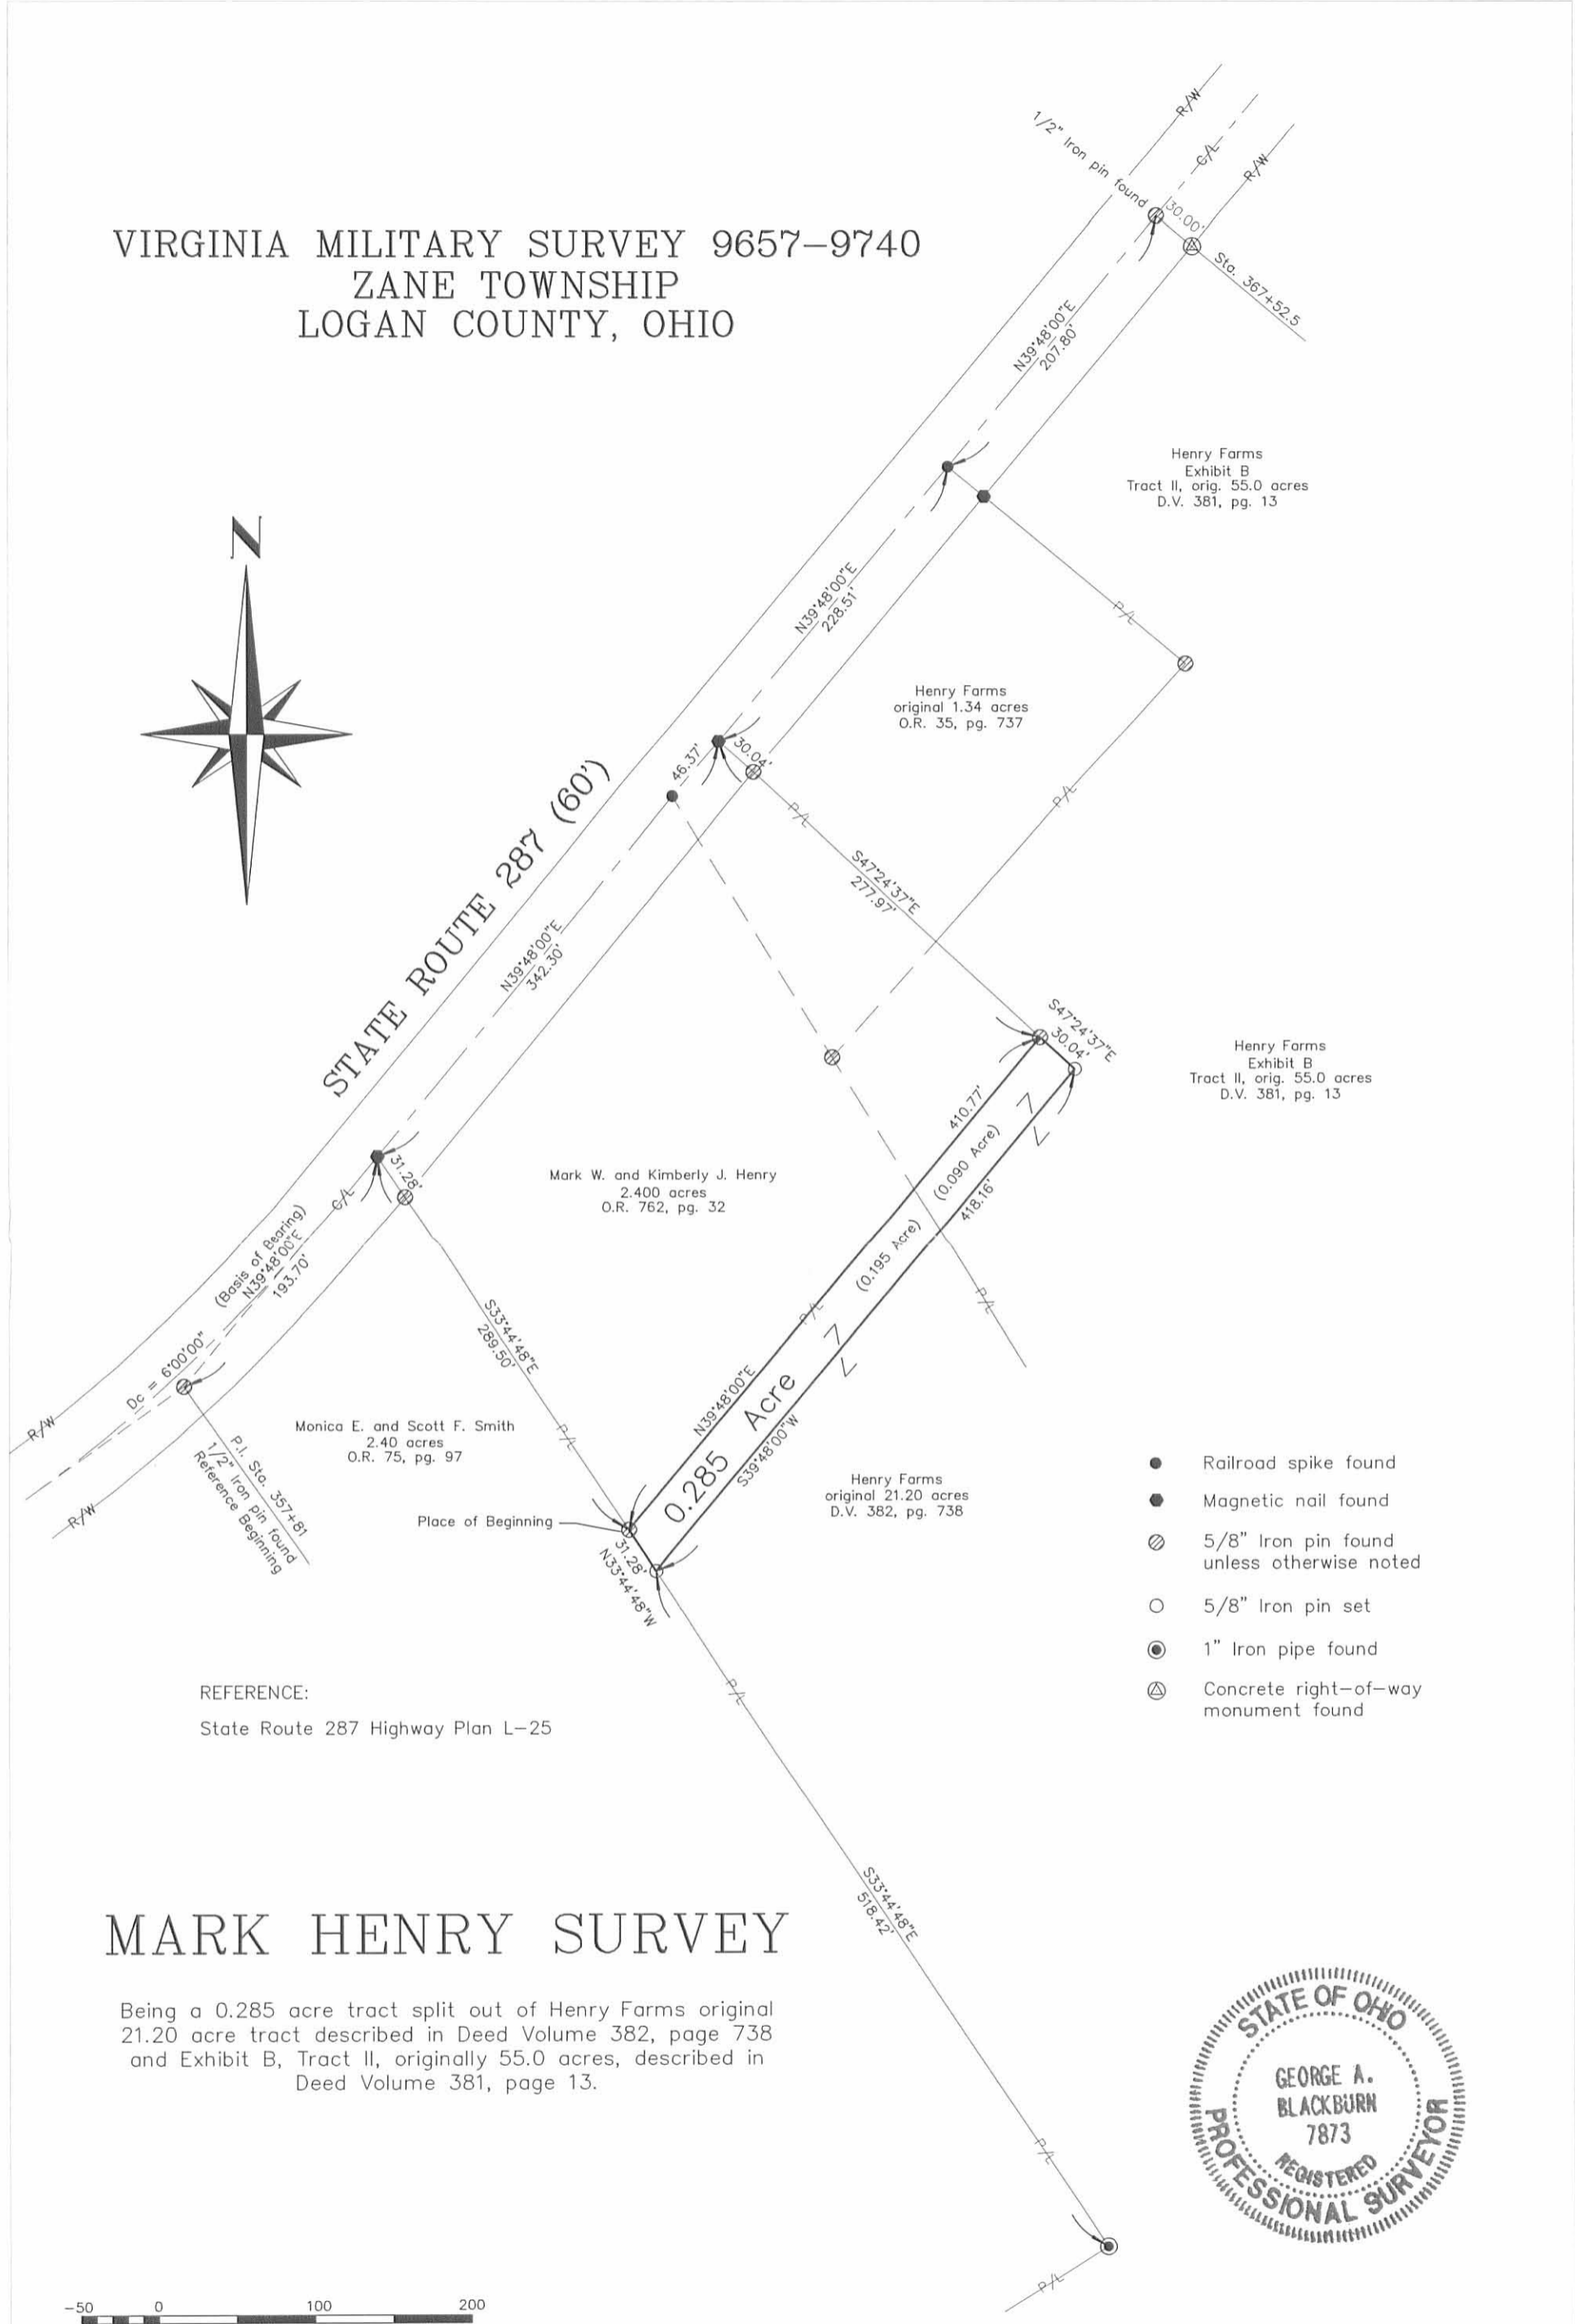 VIRGINIA MILITARY SURVEY 9657-9740
ZANE TOWNSHIP
LOGAN COUNTY, OHIO
R/W
C/L
R/W
1/2" Iron pin found
30.00'
Sta. 367+52.5
N39°48'00"E
207.80'
Henry Farms
Exhibit B
Tract II, orig. 55.0 acres
D.V. 381, pg. 13
N
N39°48'00"E
228.51'
P/L
Henry Farms
original 1.34 acres
O.R. 35, pg. 737
46.37'
30.04'
P/L
P/L
STATE ROUTE 287 (60')
S47°24'37"E
277.97'
N39°48'00"E
342.30'
S47°24'37"E
30.04'
Henry Farms
Exhibit B
Tract II, orig. 55.0 acres
D.V. 381, pg. 13
410.77'
(0.090 Acre)
Z
Z
418.16'
31.28'
C/L
Mark W. and Kimberly J. Henry
2.400 acres
O.R. 762, pg. 32
(Basis of Bearing)
N39°48'00"E
193.70'
(0.195 Acre)
P/L
P/L
Z
Z
S33°44'48"E
289.50'
Dc = 6°00'00"
N39°48'00"E
0.285 Acre
S39°48'00"W
R/W
R/W
P.I. Sta. 357+81
1/2" Iron pin found
Reference Beginning
Monica E. and Scott F. Smith
2.40 acres
O.R. 75, pg. 97
P/L
Henry Farms
original 21.20 acres
D.V. 382, pg. 738
Place of Beginning
31.28'
N33°44'48"W
Railroad spike found
Magnetic nail found
5/8" Iron pin found
unless otherwise noted
5/8" Iron pin set
1" Iron pipe found
Concrete right-of-way
monument found
P/L
REFERENCE:
State Route 287 Highway Plan L-25
S33°44'48"E
518.42'
MARK HENRY SURVEY
Being a 0.285 acre tract split out of Henry Farms original
21.20 acre tract described in Deed Volume 382, page 738
and Exhibit B, Tract II, originally 55.0 acres, described in
Deed Volume 381, page 13.
STATE OF OHIO
GEORGE A.
BLACKBURN
7873
REGISTERED
PROFESSIONAL SURVEYOR
P/L
P/L
-50 0 100 200